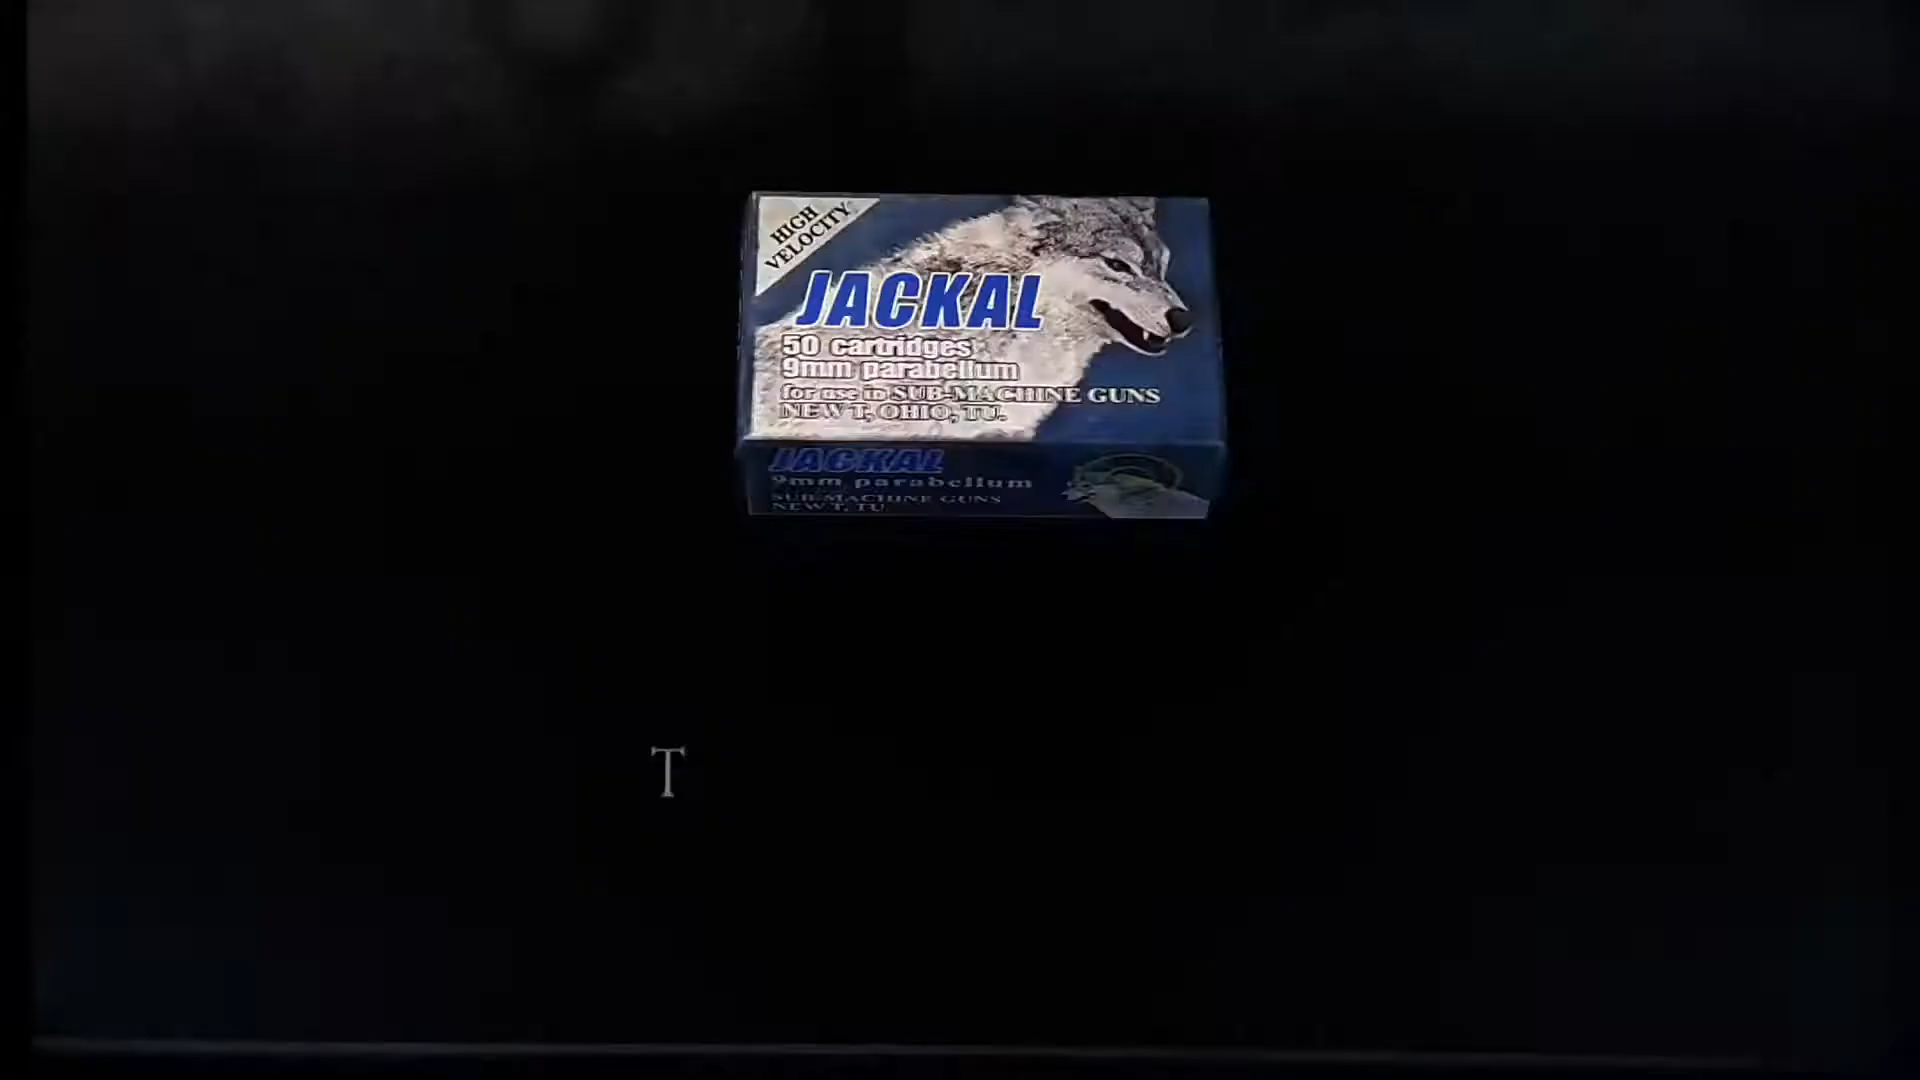 HIGH
VELOCITY
JACKAL
50 cartridges
9mm parabellum
for use in SUB-MACHINE GUNS
NEW T, OHIO, TU.
JACKAL
9mm parabellum
SUB-MACHINE GUNS
NEW T, TU
T